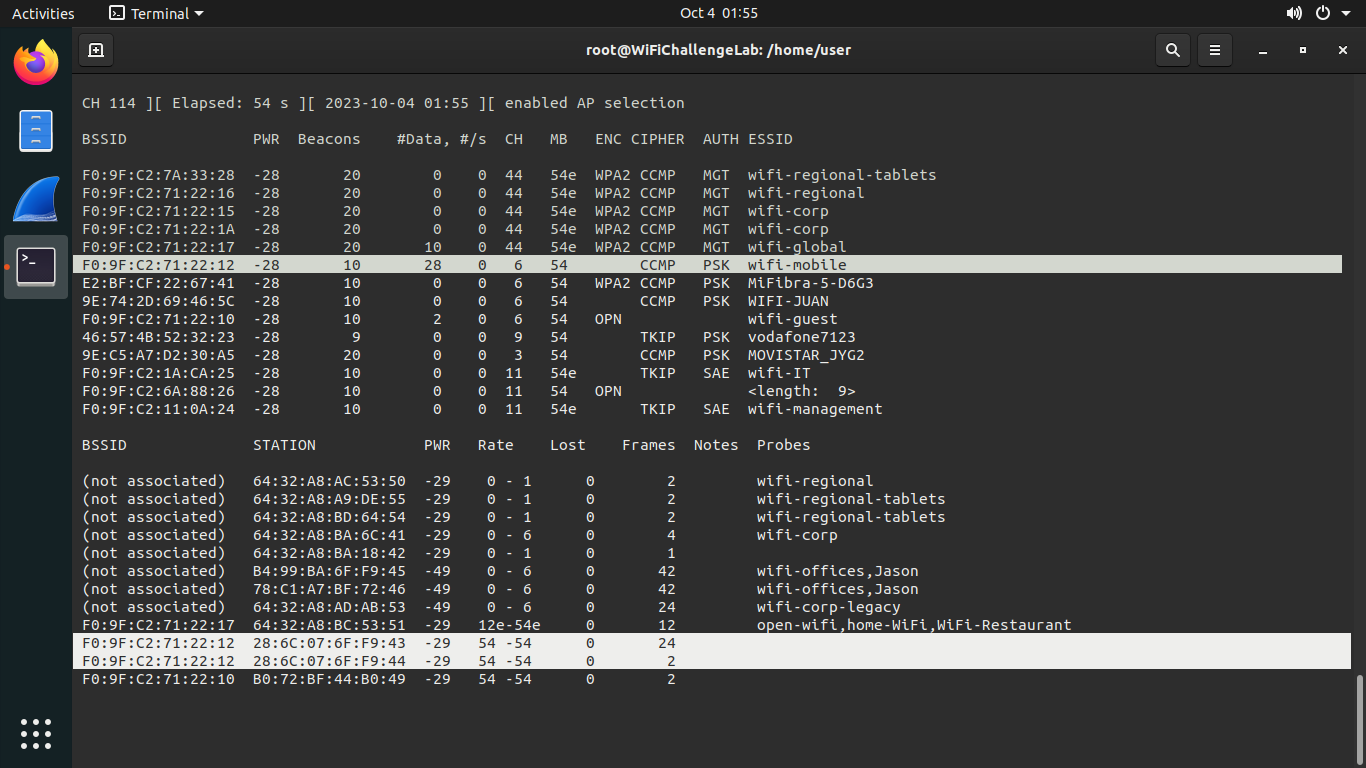 Activities Terminal Oct 4 01:55
root@WiFiChallengeLab: /home/user
CH 114 ][ Elapsed: 54 s ][ 2023-10-04 01:55 ][ enabled AP selection
BSSID PWR Beacons #Data, #/s CH MB ENC CIPHER AUTH ESSID
F0:9F:C2:7A:33:28 -28 20 0 0 44 54e WPA2 CCMP MGT wifi-regional-tablets
F0:9F:C2:71:22:16 -28 20 0 0 44 54e WPA2 CCMP MGT wifi-regional
F0:9F:C2:71:22:15 -28 20 0 0 44 54e WPA2 CCMP MGT wifi-corp
F0:9F:C2:71:22:1A -28 20 0 0 44 54e WPA2 CCMP MGT wifi-corp
F0:9F:C2:71:22:17 -28 20 10 0 44 54e WPA2 CCMP MGT wifi-global
F0:9F:C2:71:22:12 -28 10 28 0 6 54 CCMP PSK wifi-mobile
E2:BF:CF:22:67:41 -28 10 0 0 6 54 WPA2 CCMP PSK MiFibra-5-D6G3
9E:74:2D:69:46:5C -28 10 0 0 6 54 CCMP PSK WIFI-JUAN
F0:9F:C2:71:22:10 -28 10 2 0 6 54 OPN wifi-guest
46:57:4B:52:32:23 -28 9 0 0 9 54 TKIP PSK vodafone7123
9E:C5:A7:D2:30:A5 -28 20 0 0 3 54 CCMP PSK MOVISTAR_JYG2
F0:9F:C2:1A:CA:25 -28 10 0 0 11 54e TKIP SAE wifi-IT
F0:9F:C2:6A:88:26 -28 10 0 0 11 54 OPN <length: 9>
F0:9F:C2:11:0A:24 -28 10 0 0 11 54e TKIP SAE wifi-management
BSSID STATION PWR Rate Lost Frames Notes Probes
(not associated) 64:32:A8:AC:53:50 -29 0 - 1 0 2 wifi-regional
(not associated) 64:32:A8:A9:DE:55 -29 0 - 1 0 2 wifi-regional-tablets
(not associated) 64:32:A8:BD:64:54 -29 0 - 1 0 2 wifi-regional-tablets
(not associated) 64:32:A8:BA:6C:41 -29 0 - 6 0 4 wifi-corp
(not associated) 64:32:A8:BA:18:42 -29 0 - 1 0 1
(not associated) B4:99:BA:6F:F9:45 -49 0 - 6 0 42 wifi-offices,Jason
(not associated) 78:C1:A7:BF:72:46 -49 0 - 6 0 42 wifi-offices,Jason
(not associated) 64:32:A8:AD:AB:53 -49 0 - 6 0 24 wifi-corp-legacy
F0:9F:C2:71:22:17 64:32:A8:BC:53:51 -29 12e-54e 0 12 open-wifi,home-WiFi,WiFi-Restaurant
F0:9F:C2:71:22:12 28:6C:07:6F:F9:43 -29 54 -54 0 24
F0:9F:C2:71:22:12 28:6C:07:6F:F9:44 -29 54 -54 0 2
F0:9F:C2:71:22:10 B0:72:BF:44:B0:49 -29 54 -54 0 2